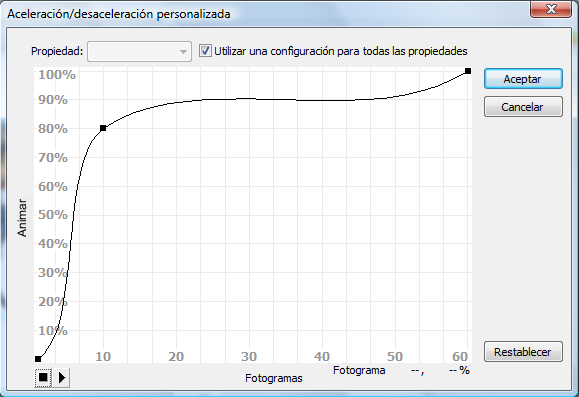 Aceleración/desaceleración personalizada
Propiedad:
Utilizar una configuración para todas las propiedades
100%
90%
80%
70%
60%
50%
40%
30%
20%
10%
Animar
10 20 30 40 50 60
Fotogramas
Fotograma --, --%
Aceptar
Cancelar
Restablecer